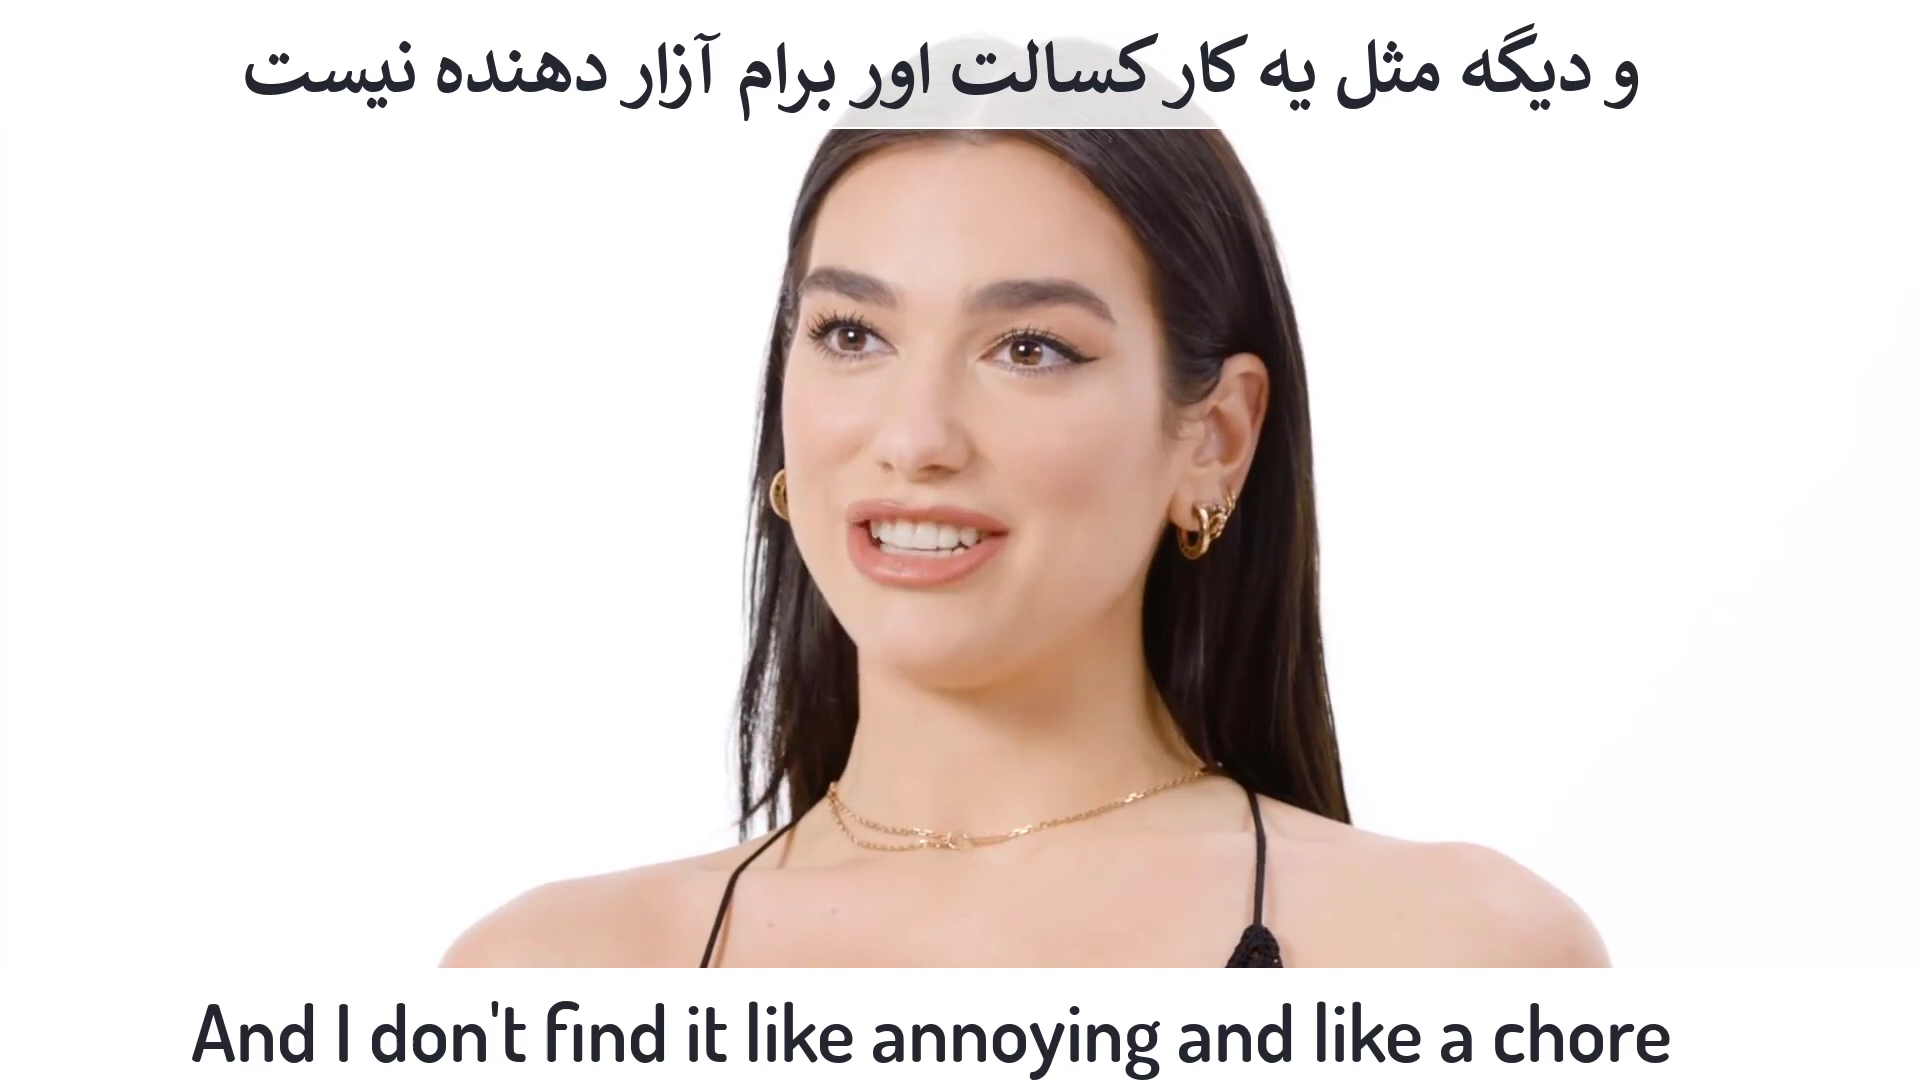 و دیگه مثل یه کار کسالت اور برام آزار دهنده نیست
And I don't find it like annoying and like a chore